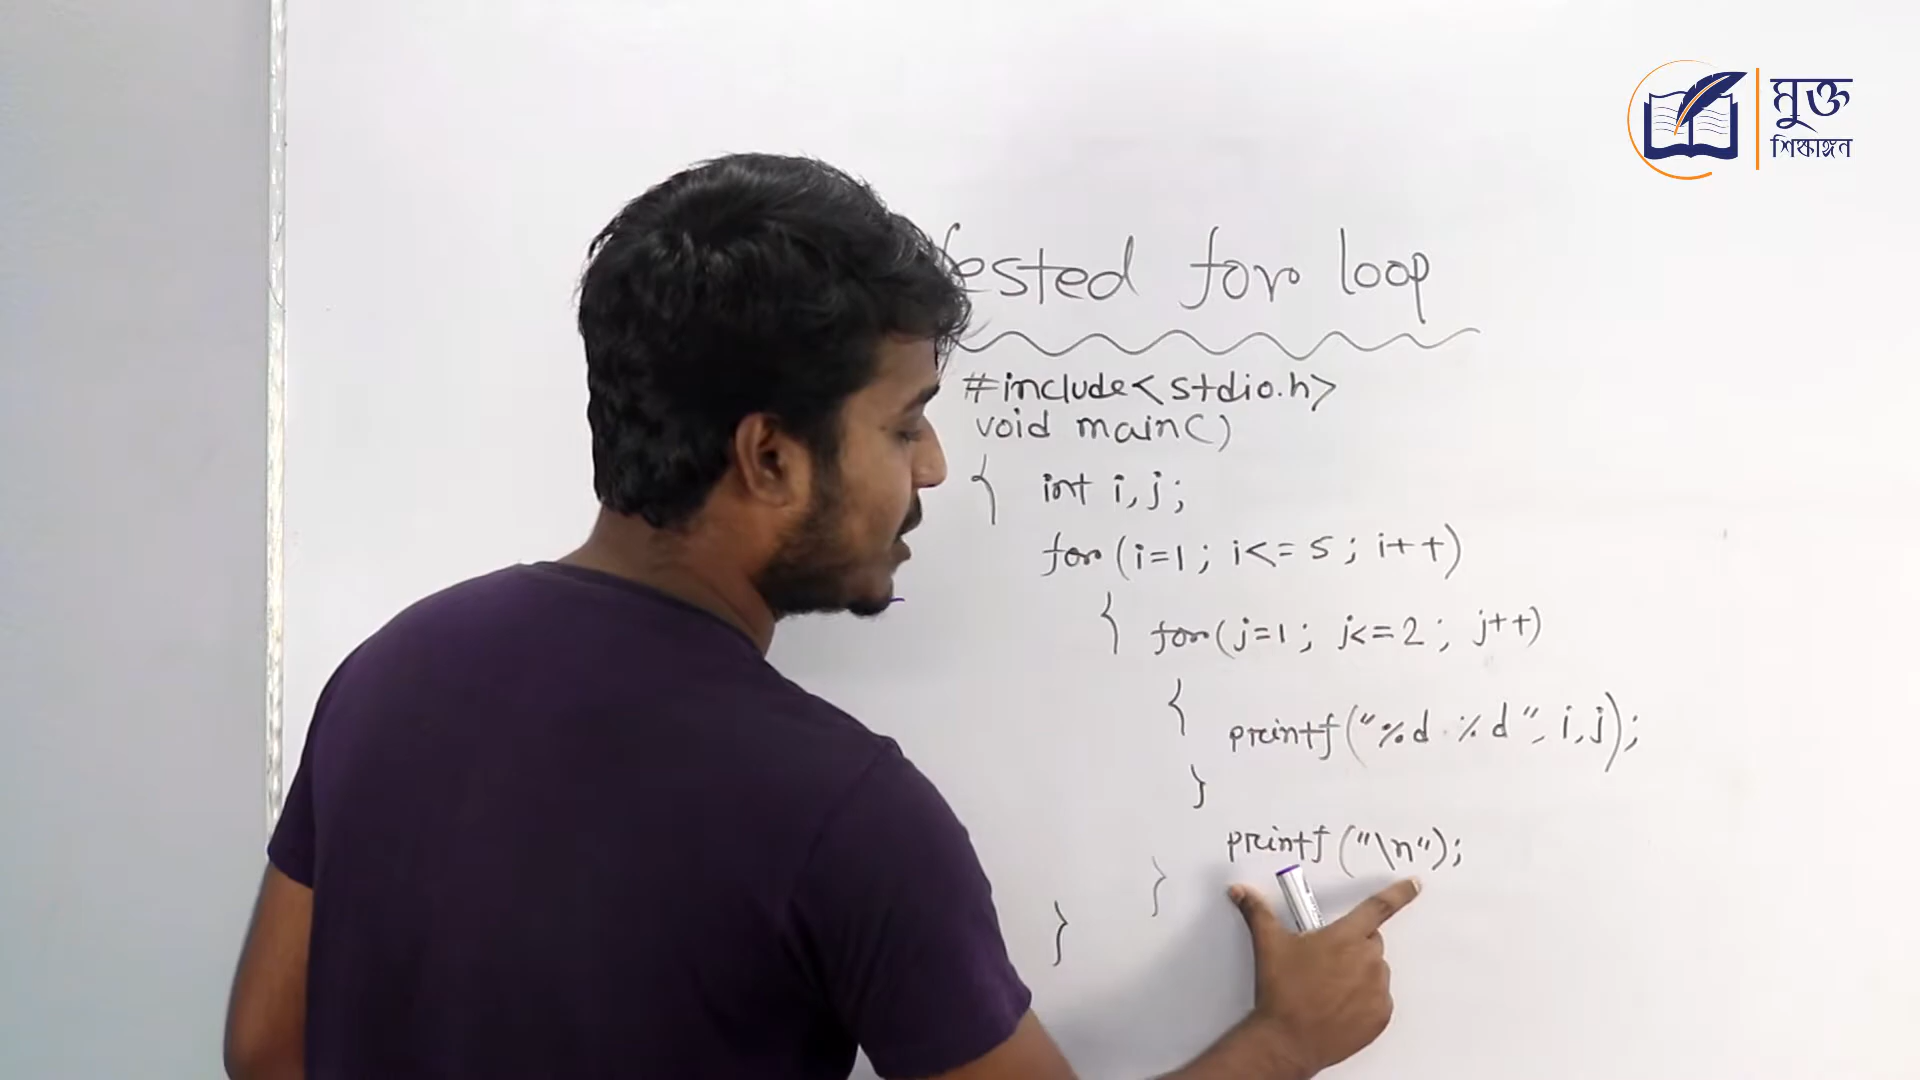 মুক্ত
শিক্ষাঙ্গন
ested for loop
#include<stdio.h>
void main()
{ int i,j;
for(i=1; i<=5; i++)
{ for(j=1; j<=2; j++)
{
printf("%d %d", i,j);
}
printf("\n");
}
}